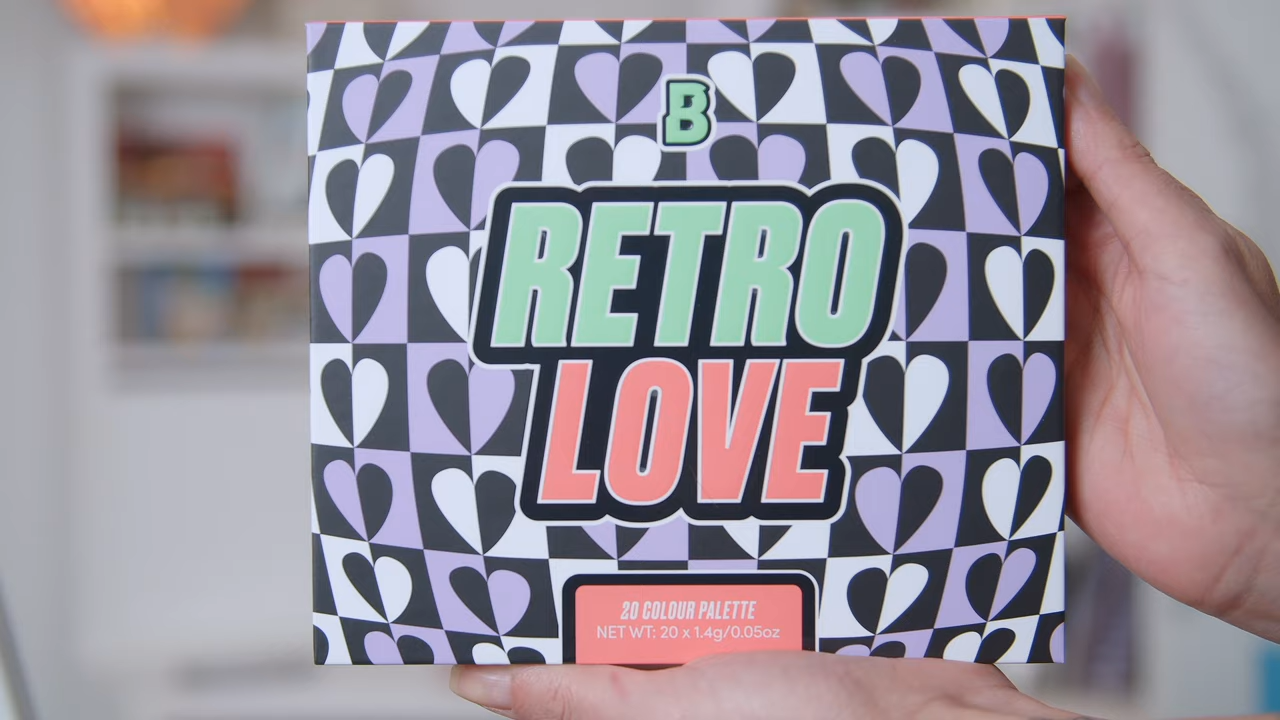 B
RETRO
LOVE
20 COLOUR PALETTE
NET WT: 20 x 1.4g/0.05oz